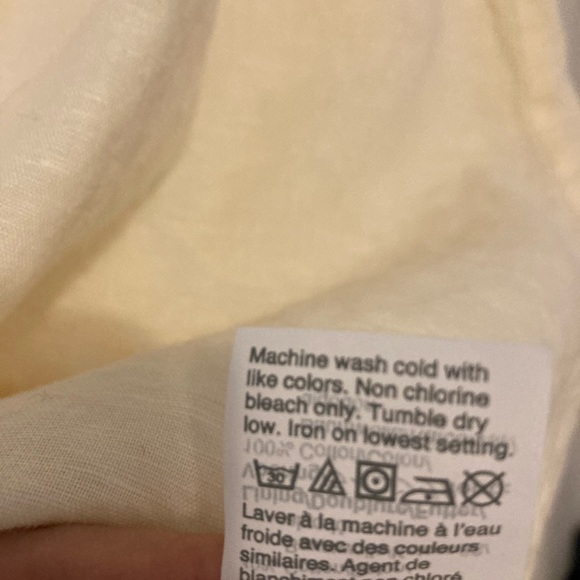 Machine wash cold with
like colors. Non chlorine
bleach only. Tumble dry
low. Iron on lowest setting.
30
Laver à la machine à l'eau
froide avec des couleurs
similaires. Agent de